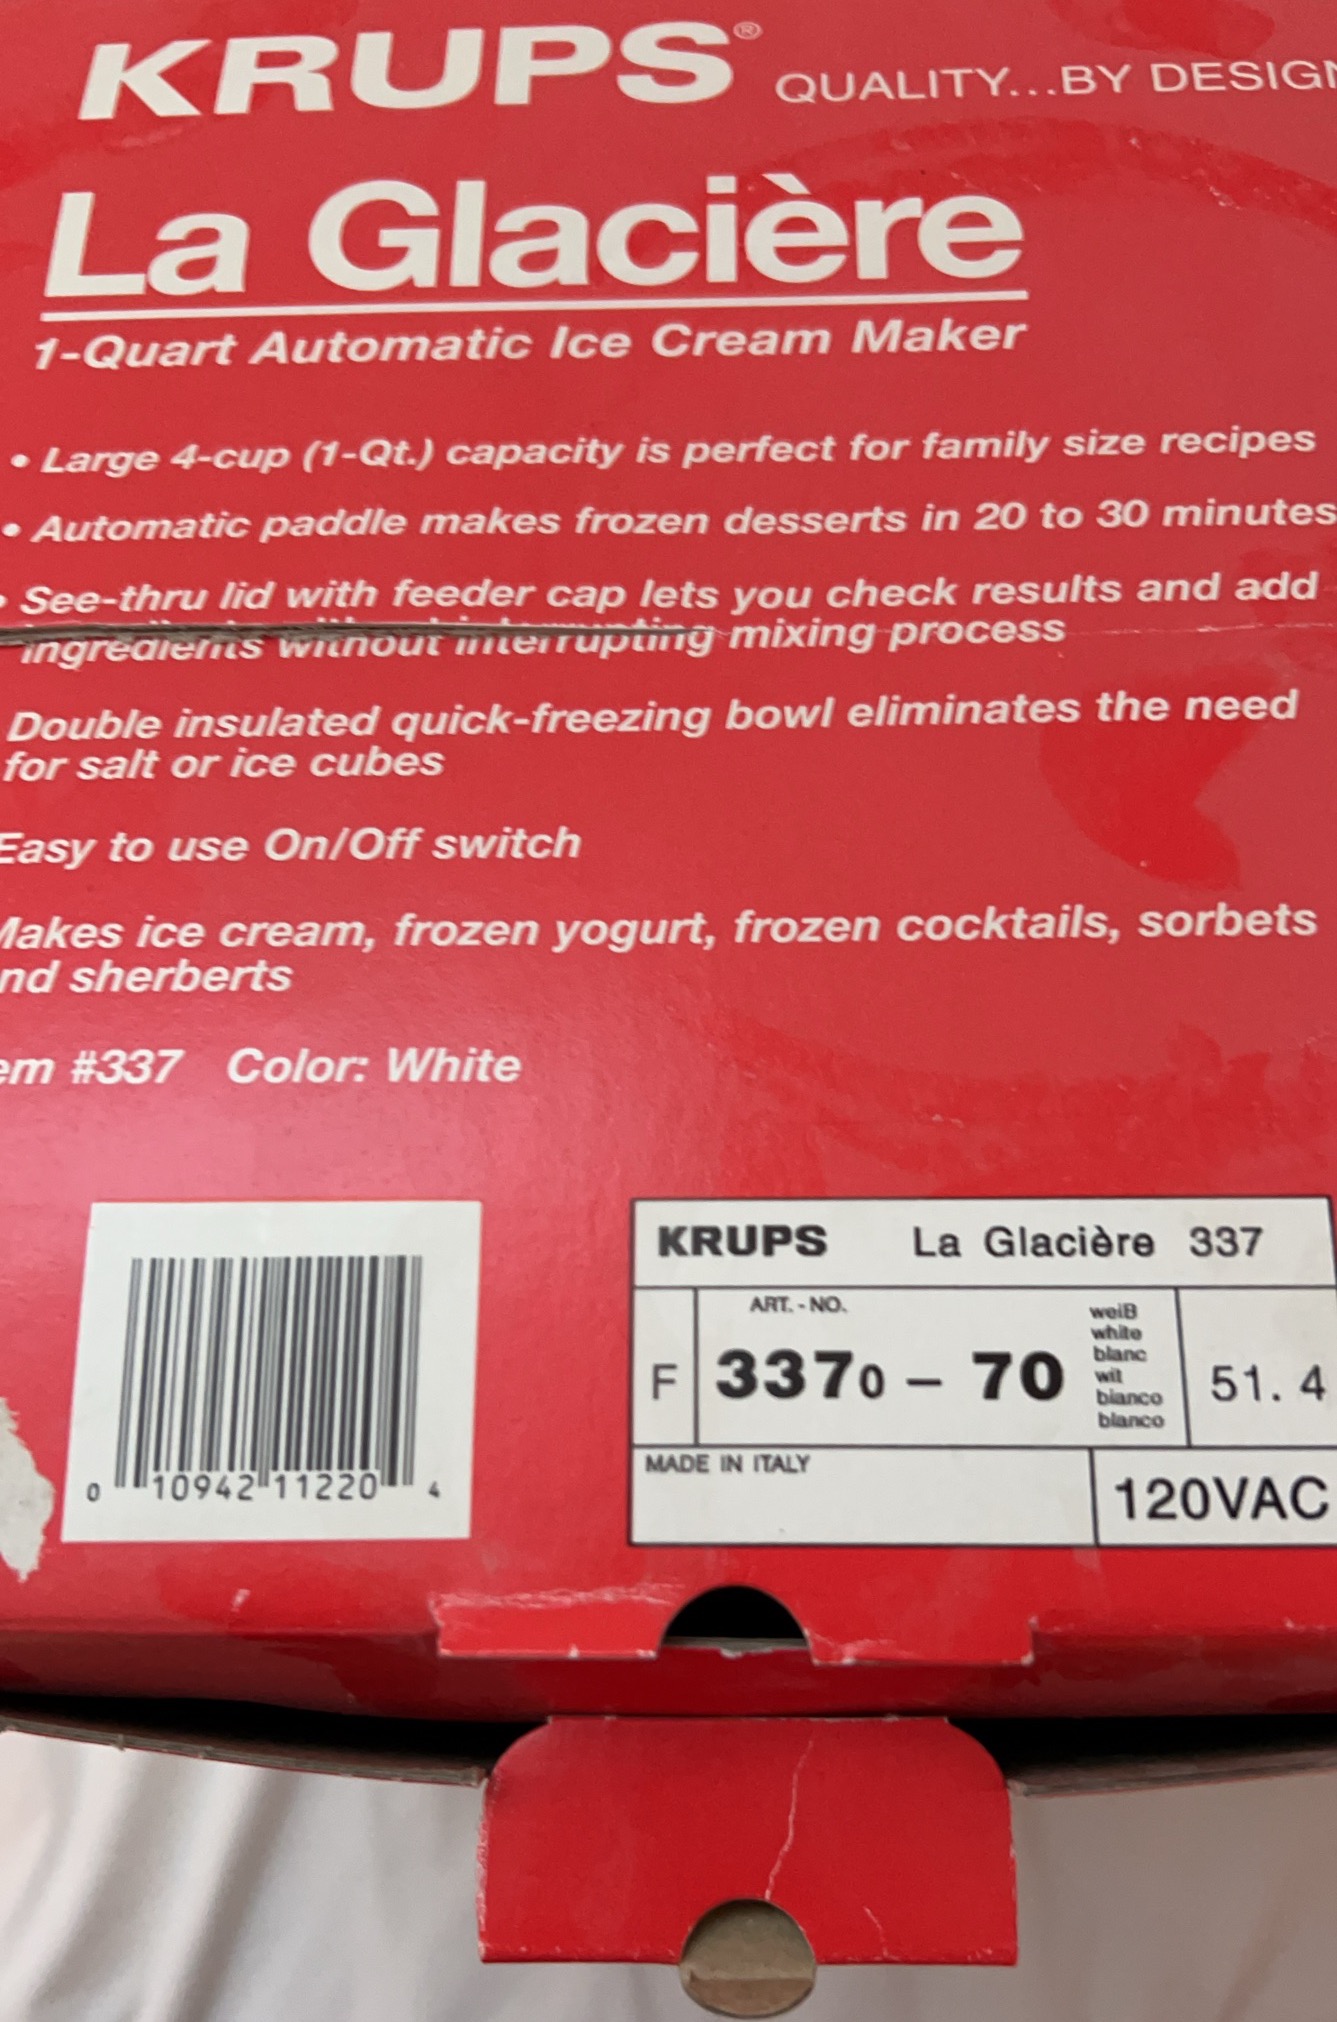 KRUPS® QUALITY...BY DESIGN
La Glacière
1-Quart Automatic Ice Cream Maker
• Large 4-cup (1-Qt.) capacity is perfect for family size recipes
• Automatic paddle makes frozen desserts in 20 to 30 minutes
• See-thru lid with feeder cap lets you check results and add
ingredients without interrupting mixing process
Double insulated quick-freezing bowl eliminates the need
for salt or ice cubes
Easy to use On/Off switch
Makes ice cream, frozen yogurt, frozen cocktails, sorbets
nd sherberts
em #337 Color: White
0 10942 11220 4
KRUPS La Glacière 337
ART.-NO.
F 3370 – 70
weiß
white
blanc
wit
bianco
blanco
51.4
MADE IN ITALY
120VAC